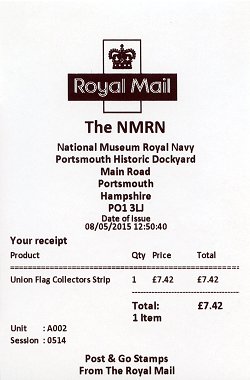 Royal Mail
The NMRN
National Museum Royal Navy
Portsmouth Historic Dockyard
Main Road
Portsmouth
Hampshire
PO1 3LJ
Date of Issue
08/05/2015 12:50:40
Your receipt
Product Qty Price Total
Union Flag Collectors Strip 1 £7.42 £7.42
Total: £7.42
1 Item
Unit : A002
Session : 0514
Post & Go Stamps
From The Royal Mail